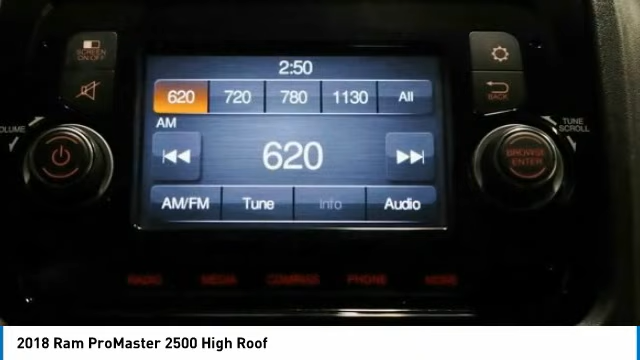 SCREEN
ON/OFF
2:50
620 720 780 1130 All
BACK
AM
VOLUME
TUNE
SCROLL
620
BROWSE
ENTER
AM/FM Tune Info Audio
RADIO MEDIA COMPASS PHONE MORE
2018 Ram ProMaster 2500 High Roof